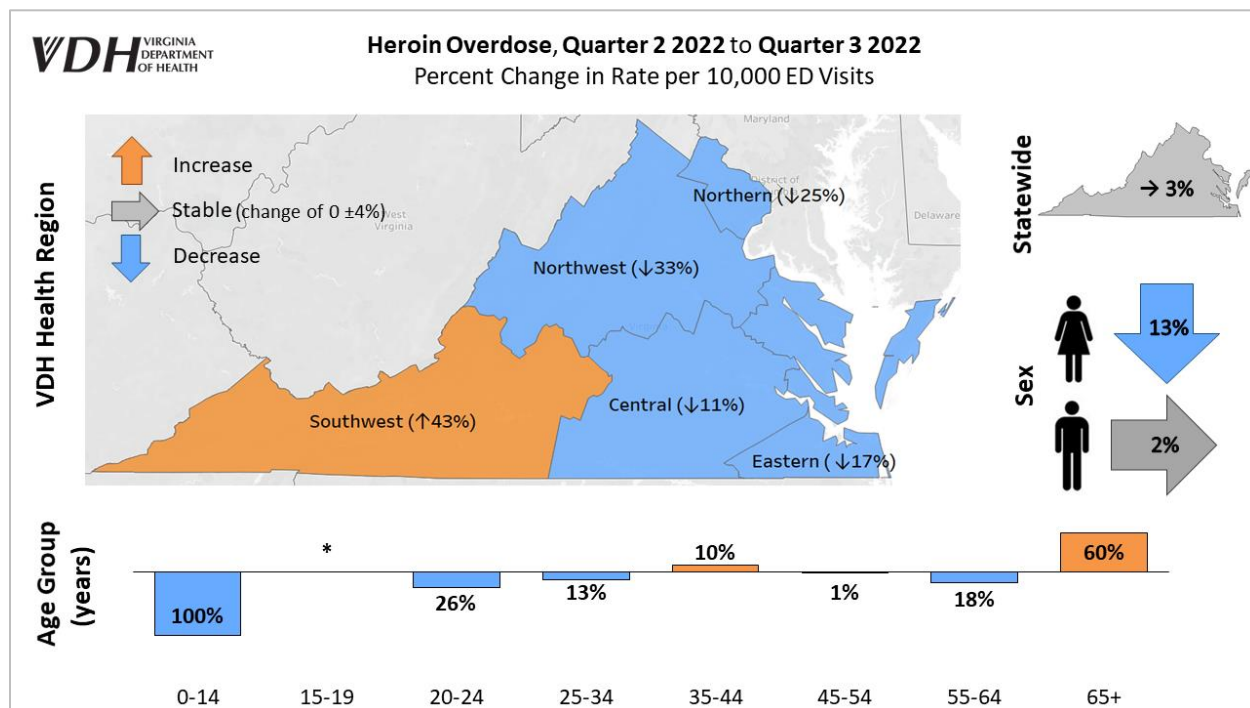 VDH VIRGINIA
DEPARTMENT
OF HEALTH
Heroin Overdose, Quarter 2 2022 to Quarter 3 2022
Percent Change in Rate per 10,000 ED Visits
VDH Health Region
Increase
Stable (change of 0 ±4%)
Decrease
Maryland
District of
West
Virginia
Delaware
Northern (↓25%)
Northwest (↓33%)
Southwest (↑43%)
Central (↓11%)
Eastern (↓17%)
Statewide
→ 3%
Sex
13%
2%
Age Group
(years)
100%
*
26%
13%
10%
1%
18%
60%
0-14 15-19 20-24 25-34 35-44 45-54 55-64 65+